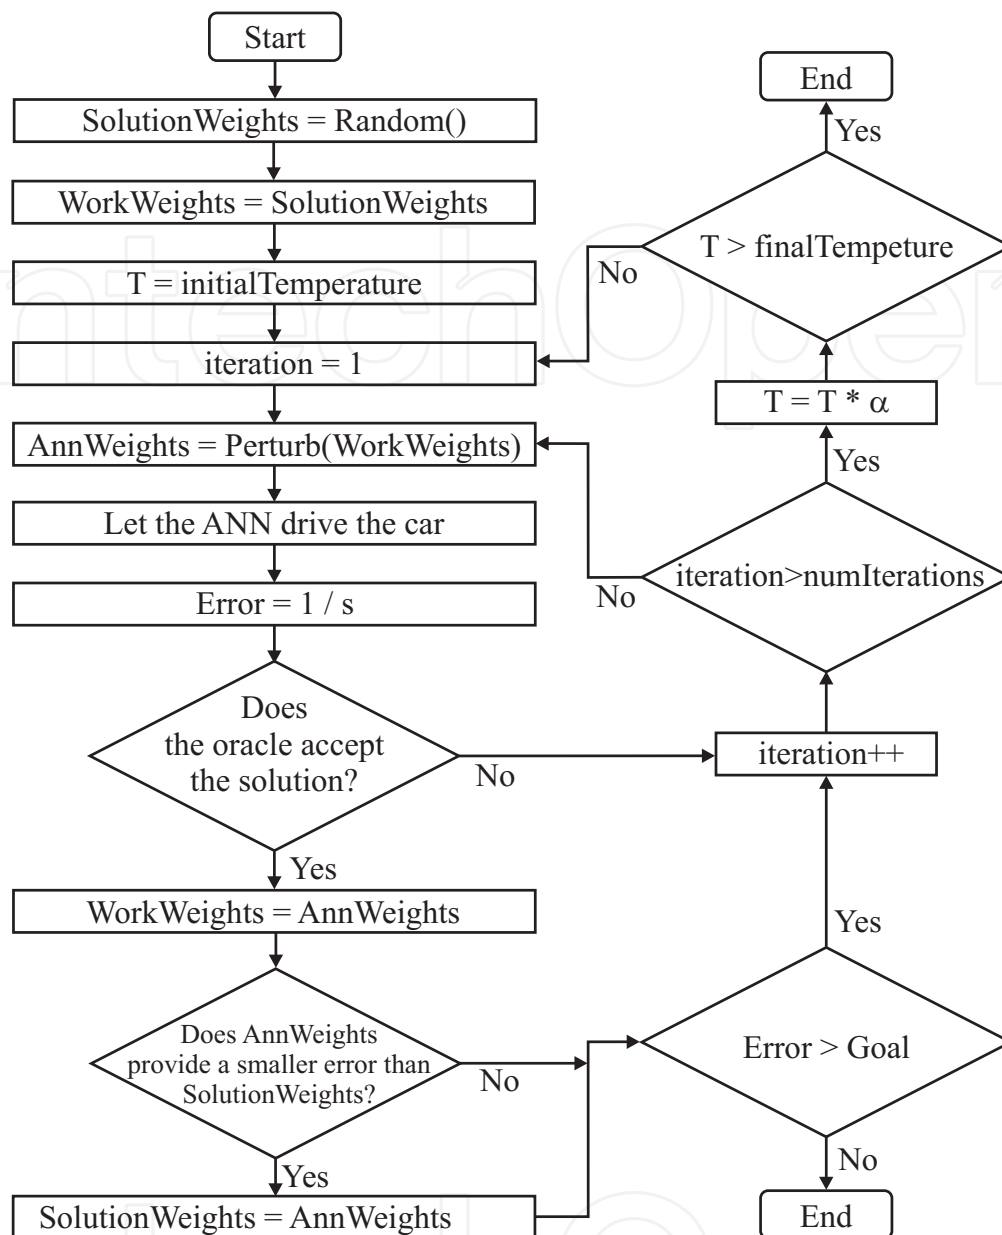 Start
SolutionWeights = Random()
WorkWeights = SolutionWeights
T = initialTemperature
iteration = 1
AnnWeights = Perturb(WorkWeights)
Let the ANN drive the car
Error = 1 / s
Does
the oracle accept
the solution?
No
Yes
WorkWeights = AnnWeights
Does AnnWeights
provide a smaller error than
SolutionWeights?
No
Yes
SolutionWeights = AnnWeights
End
Yes
T > finalTempeture
No
T = T * α
Yes
iteration>numIterations
No
iteration++
Yes
Error > Goal
No
End